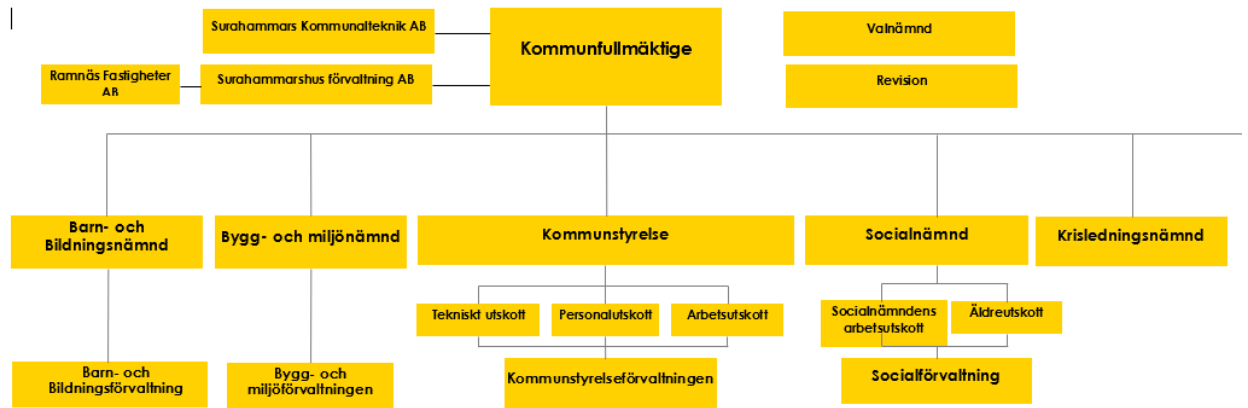 Surahammars Kommunalteknik AB
Kommunfullmäktige
Valnämnd
Ramnäs Fastigheter
AB
Surahammarshus förvaltning AB
Revision
Barn- och
Bildningsnämnd
Bygg- och miljönämnd
Kommunstyrelse
Socialnämnd
Krisledningsnämnd
Tekniskt utskott
Personalutskott
Arbetsutskott
Socialnämndens
arbetsutskott
Äldreutskott
Barn- och
Bildningsförvaltning
Bygg- och
miljöförvaltningen
Kommunstyrelseförvaltningen
Socialförvaltning